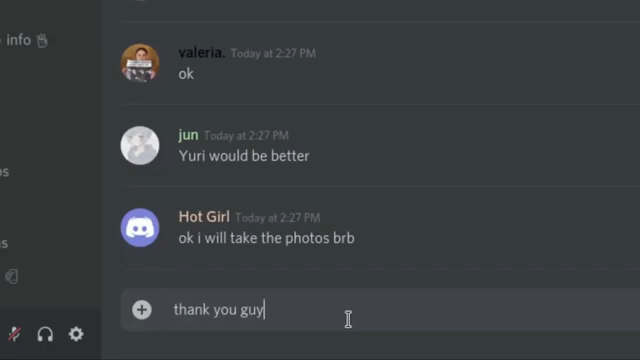 info
valeria. Today at 2:27 PM
ok
jun Today at 2:27 PM
Yuri would be better
Hot Girl Today at 2:27 PM
ok i will take the photos brb
thank you guy